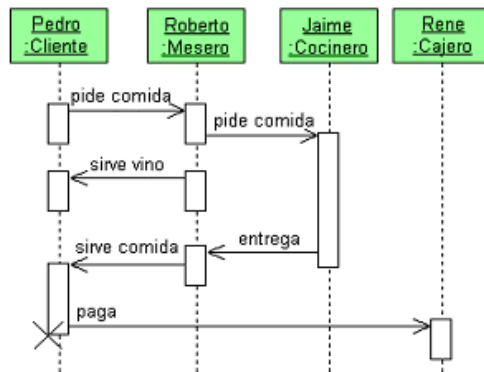 Pedro
:Cliente
Roberto
:Mesero
Jaime
:Cocinero
Rene
:Cajero
pide comida
pide comida
sirve vino
entrega
sirve comida
paga